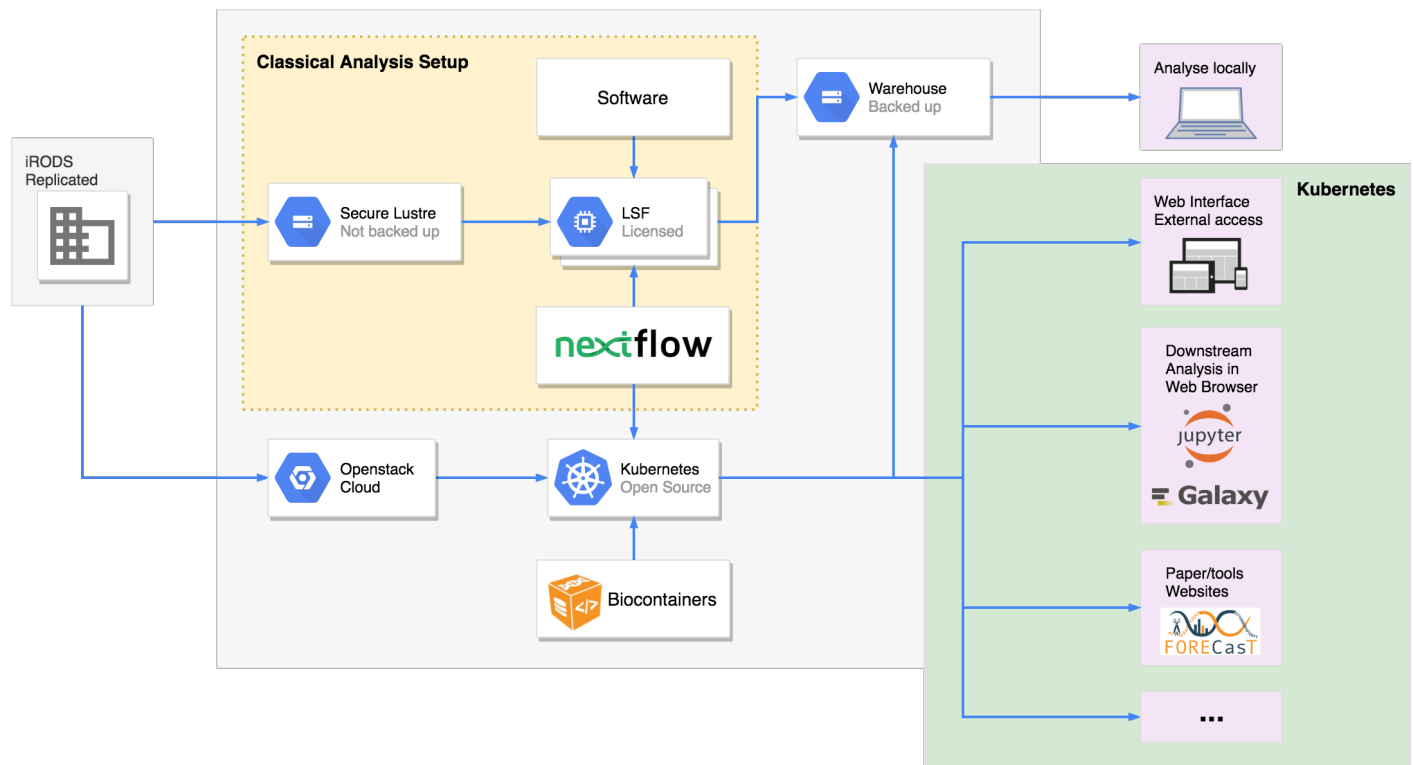 Classical Analysis Setup
Software
Warehouse
Backed up
Analyse locally
iRODS
Replicated
Secure Lustre
Not backed up
LSF
Licensed
Kubernetes
Web Interface
External access
nextflow
Downstream
Analysis in
Web Browser
jupyter
Galaxy
Openstack
Cloud
Kubernetes
Open Source
Biocontainers
</>
Paper/tools
Websites
FORECasT
...